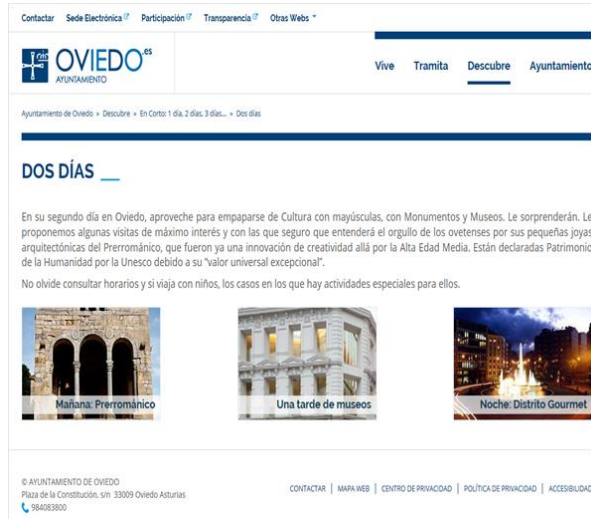 Contactar Sede Electrónica Participación Transparencia Otras Webs
OVIEDO.es
AYUNTAMIENTO
Vive Tramita Descubre Ayuntamiento
Ayuntamiento de Oviedo » Descubre » En Corto: 1 día, 2 días, 3 días... » Dos días
DOS DÍAS
En su segundo día en Oviedo, aproveche para empaparse de Cultura con mayúsculas, con Monumentos y Museos. Le sorprenderán. Le
proponemos algunas visitas de máximo interés y con las que seguro que entenderá el orgullo de los ovetenses por sus pequeñas joyas
arquitectónicas del Prerrománico, que fueron ya una innovación de creatividad allá por la Alta Edad Media. Están declaradas Patrimonio
de la Humanidad por la Unesco debido a su "valor universal excepcional".
No olvide consultar horarios y si viaja con niños, los casos en los que hay actividades especiales para ellos.
Mañana: Prerrománico
Una tarde de museos
Noche: Distrito Gourmet
© AYUNTAMIENTO DE OVIEDO
Plaza de la Constitución, s/n 33009 Oviedo Asturias
984083800
CONTACTAR | MAPA WEB | CENTRO DE PRIVACIDAD | POLÍTICA DE PRIVACIDAD | ACCESIBILIDAD